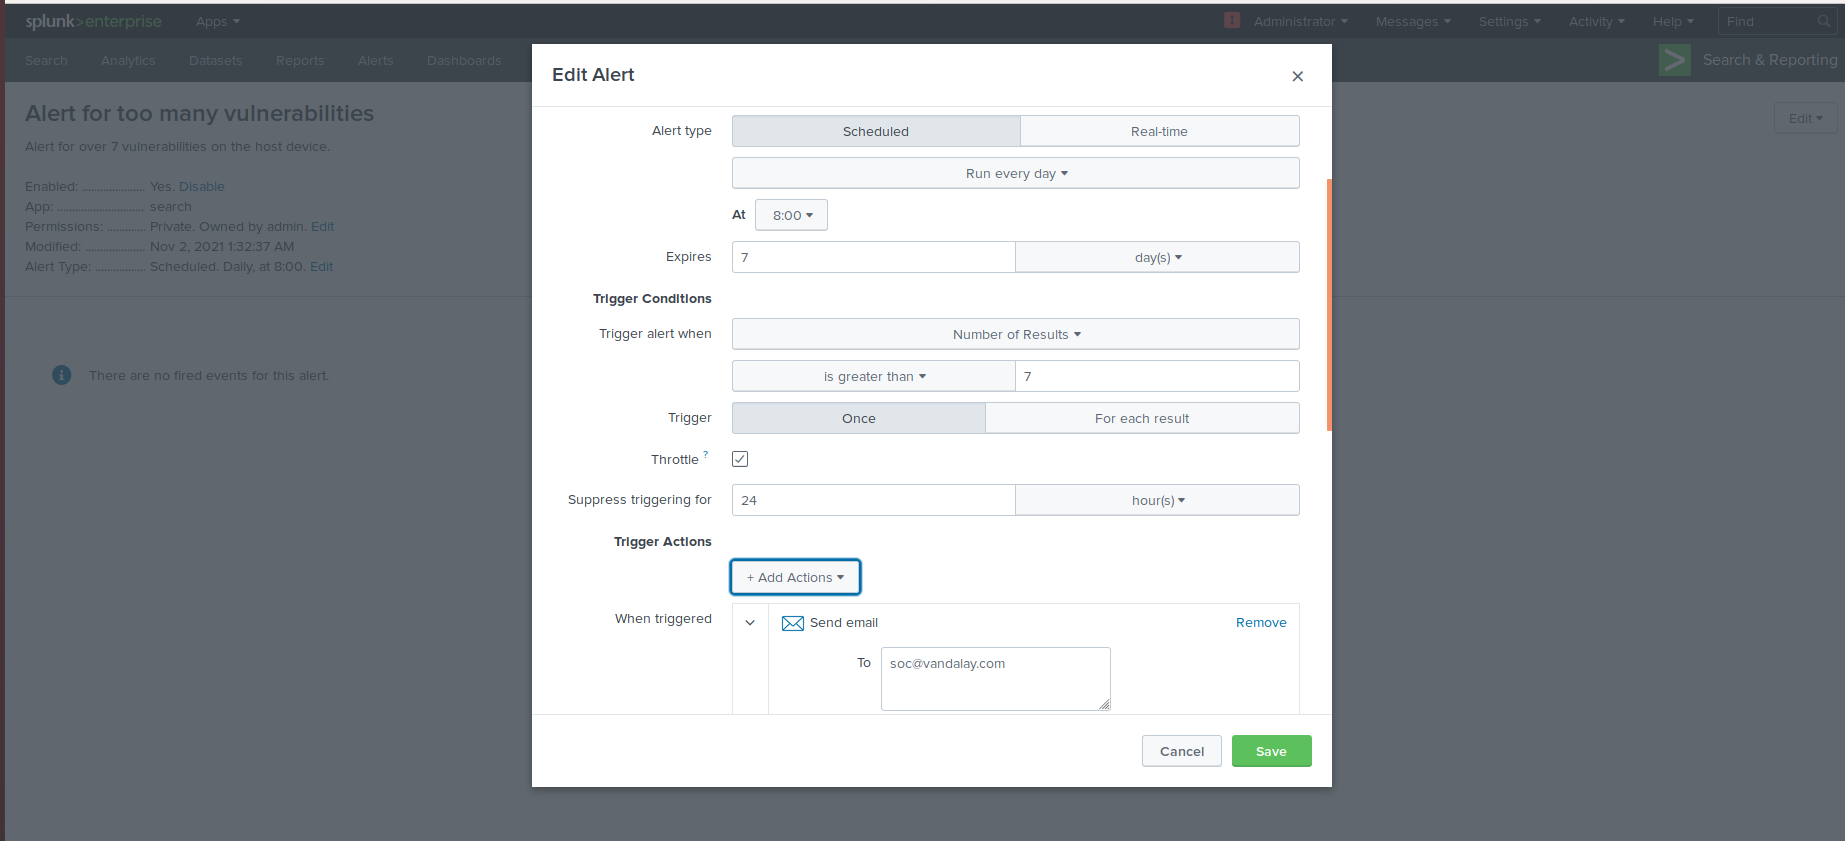 splunk>enterprise Apps Administrator Messages Settings Activity Help Find
Search Analytics Datasets Reports Alerts Dashboards Search & Reporting
Alert for too many vulnerabilities
Edit
Alert for over 7 vulnerabilities on the host device.
Enabled: ..................... Yes. Disable
App: ............................. search
Permissions: ............. Private. Owned by admin. Edit
Modified: .................... Nov 2, 2021 1:32:37 AM
Alert Type: ................. Scheduled. Daily, at 8:00. Edit
There are no fired events for this alert.
Edit Alert
Alert type Scheduled Real-time
Run every day
At 8:00
Expires 7 day(s)
Trigger Conditions
Trigger alert when Number of Results
is greater than 7
Trigger Once For each result
Throttle ?
Suppress triggering for 24 hour(s)
Trigger Actions
+ Add Actions
When triggered Send email Remove
To soc@vandalay.com
Cancel Save